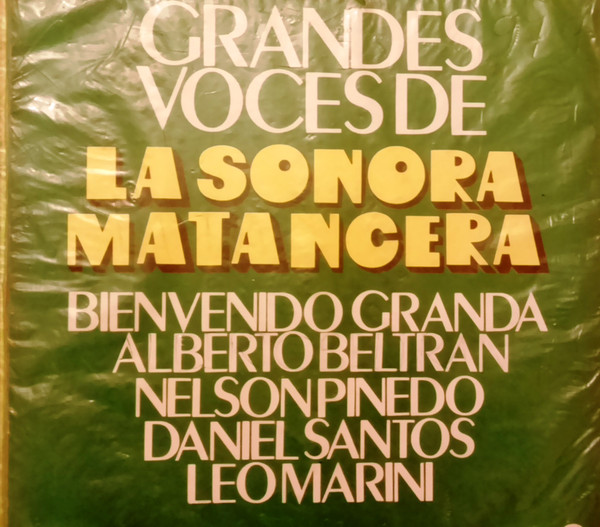 GRANDES
VOCES DE
LA SONORA
MATANCERA
BIENVENIDO GRANDA
ALBERTO BELTRAN
NELSON PINEDO
DANIEL SANTOS
LEO MARINI